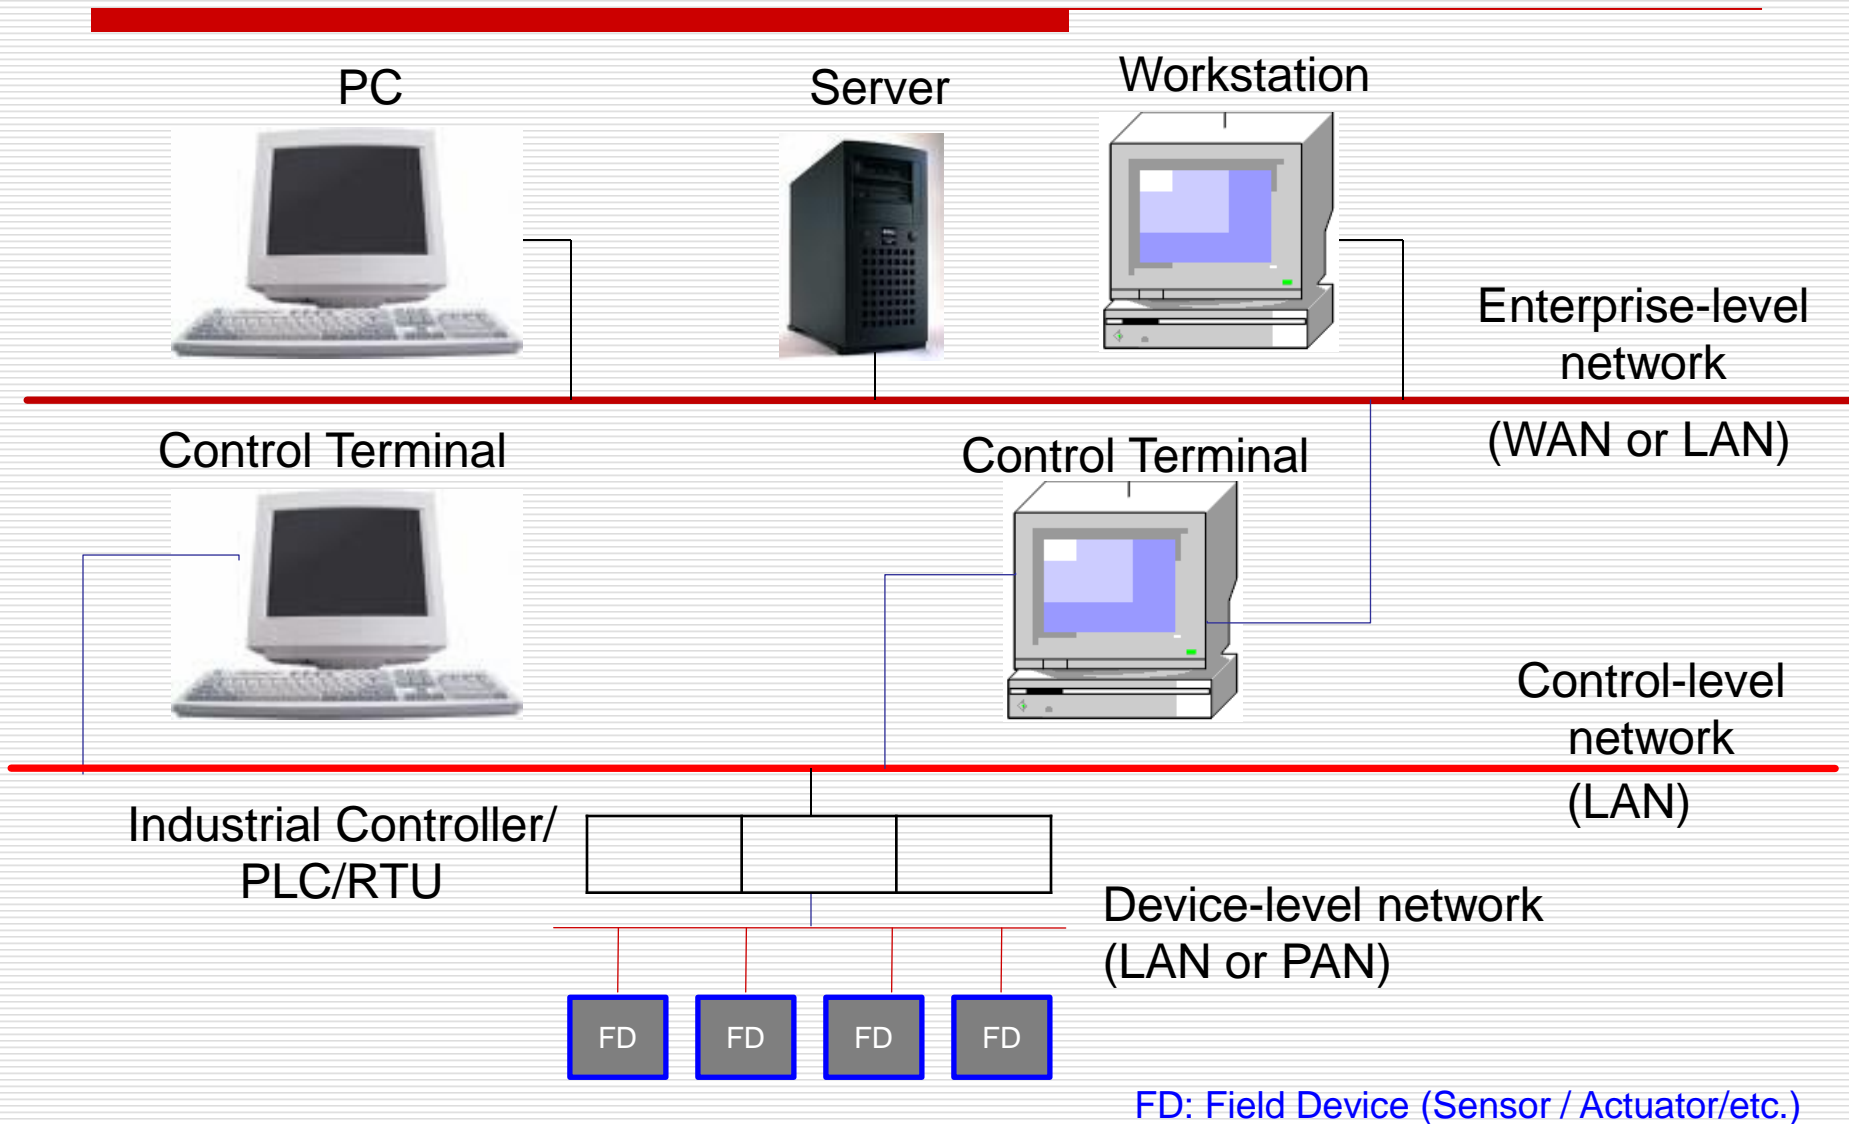 PC
Server
Workstation
Enterprise-level
network
(WAN or LAN)
Control Terminal
Control Terminal
Control-level
network
(LAN)
Industrial Controller/
PLC/RTU
Device-level network
(LAN or PAN)
FD
FD
FD
FD
FD: Field Device (Sensor / Actuator/etc.)